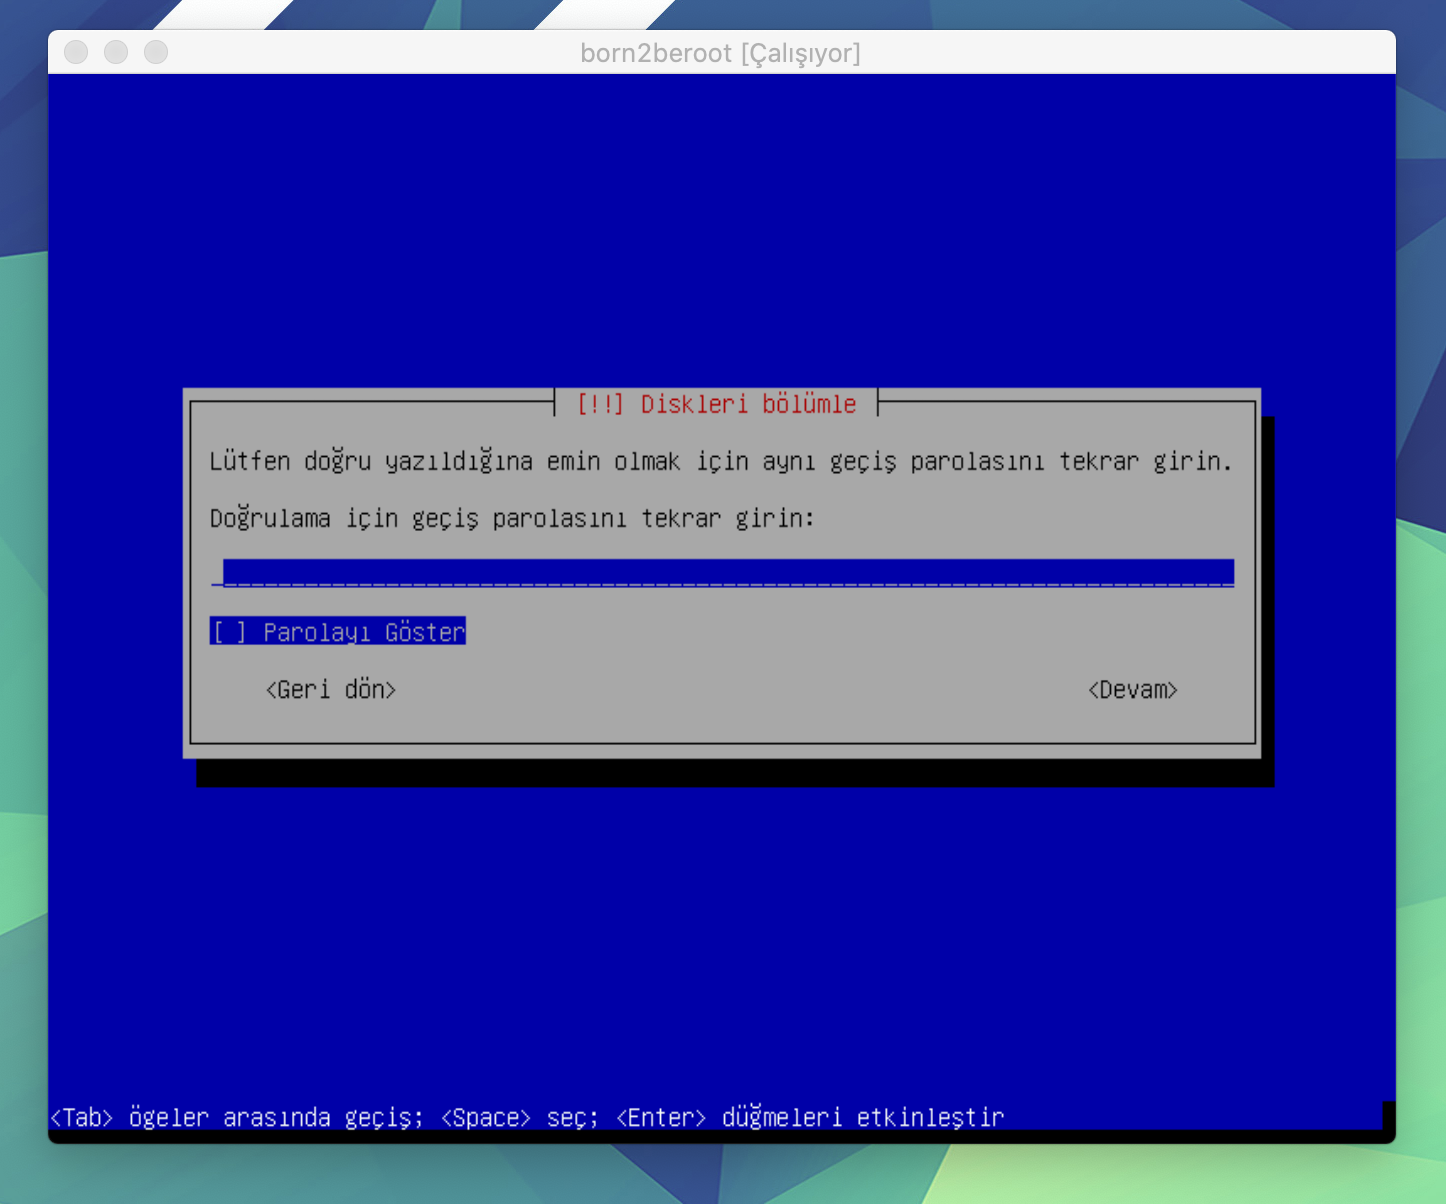 born2beroot [Çalışıyor]
[!!] Diskleri bölümle
Lütfen doğru yazıldığına emin olmak için aynı geçiş parolasını tekrar girin.
Doğrulama için geçiş parolasını tekrar girin:
[ ] Parolayı Göster
<Geri dön> <Devam>
<Tab> ögeler arasında geçiş; <Space> seç; <Enter> düğmeleri etkinleştir